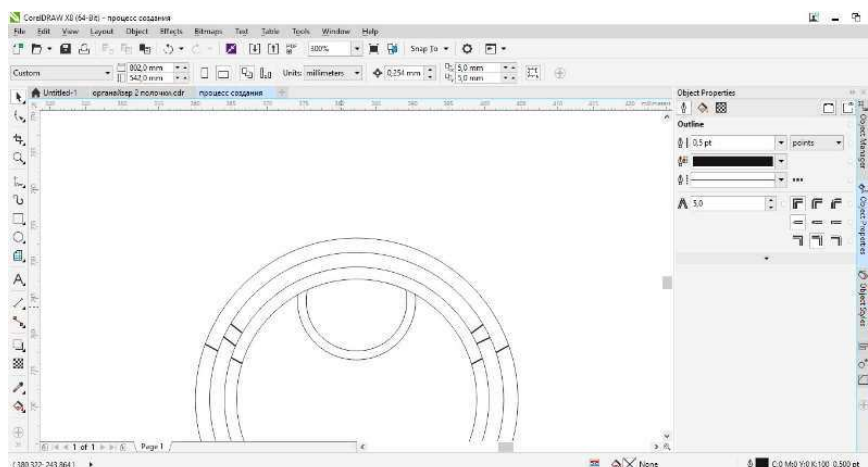 CorelDRAW X8 (64-Bit) - процесс создания
File Edit View Layout Object Effects Bitmaps Text Table Tools Window Help
300% Snap To
Custom 802,0 mm 542,0 mm Units: millimeters 0,254 mm 5,0 mm 5,0 mm
Untitled-1 органайзер 2 полочки.cdr процесс создания
Object Properties
Outline
0,5 pt points
5,0
Object Manager
Object Properties
Object Styles
1 of 1 Page 1
None C:0 M:0 Y:0 K:100 0,500 pt